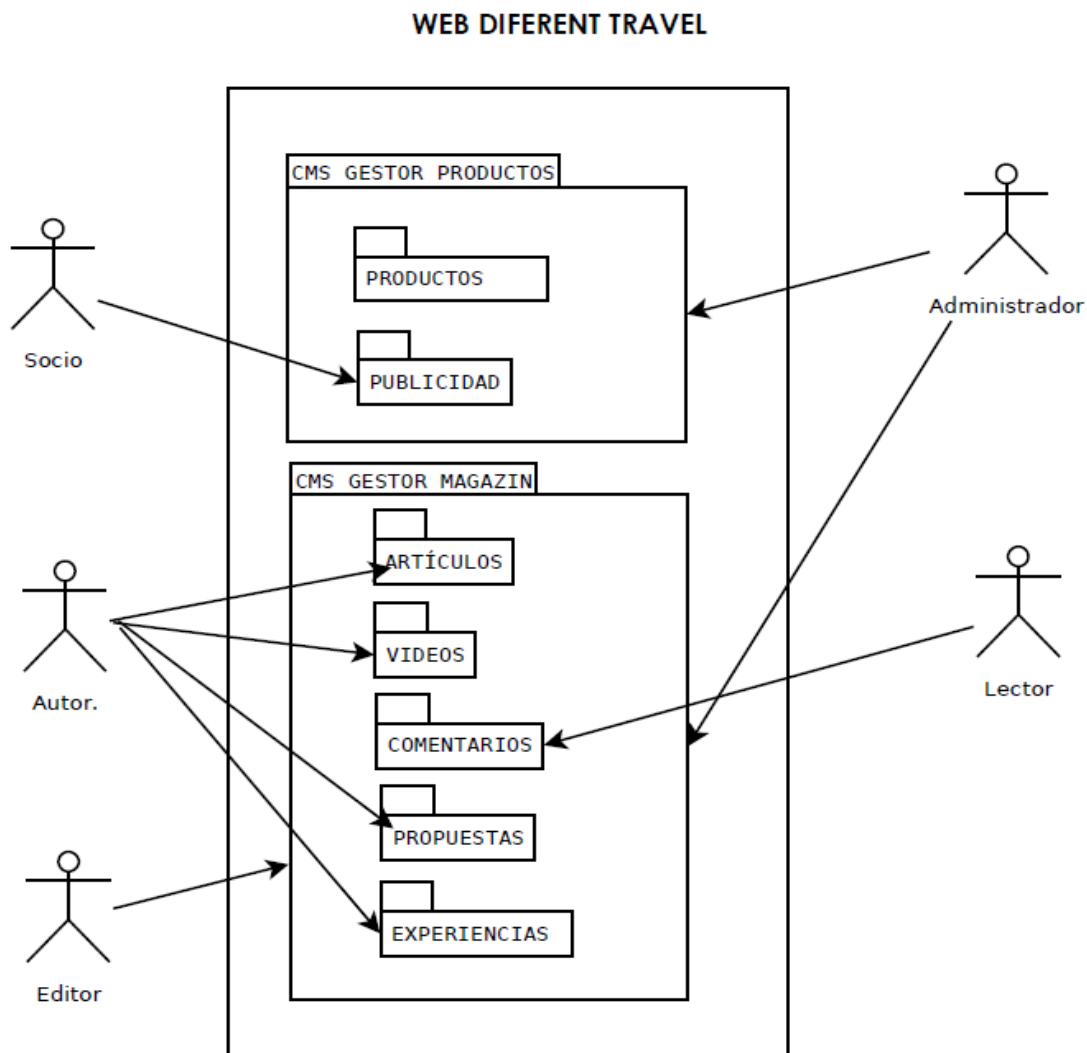 WEB DIFERENT TRAVEL
CMS GESTOR PRODUCTOS
PRODUCTOS
Administrador
Socio
PUBLICIDAD
CMS GESTOR MAGAZIN
ARTÍCULOS
VIDEOS
Autor.
Lector
COMENTARIOS
PROPUESTAS
EXPERIENCIAS
Editor